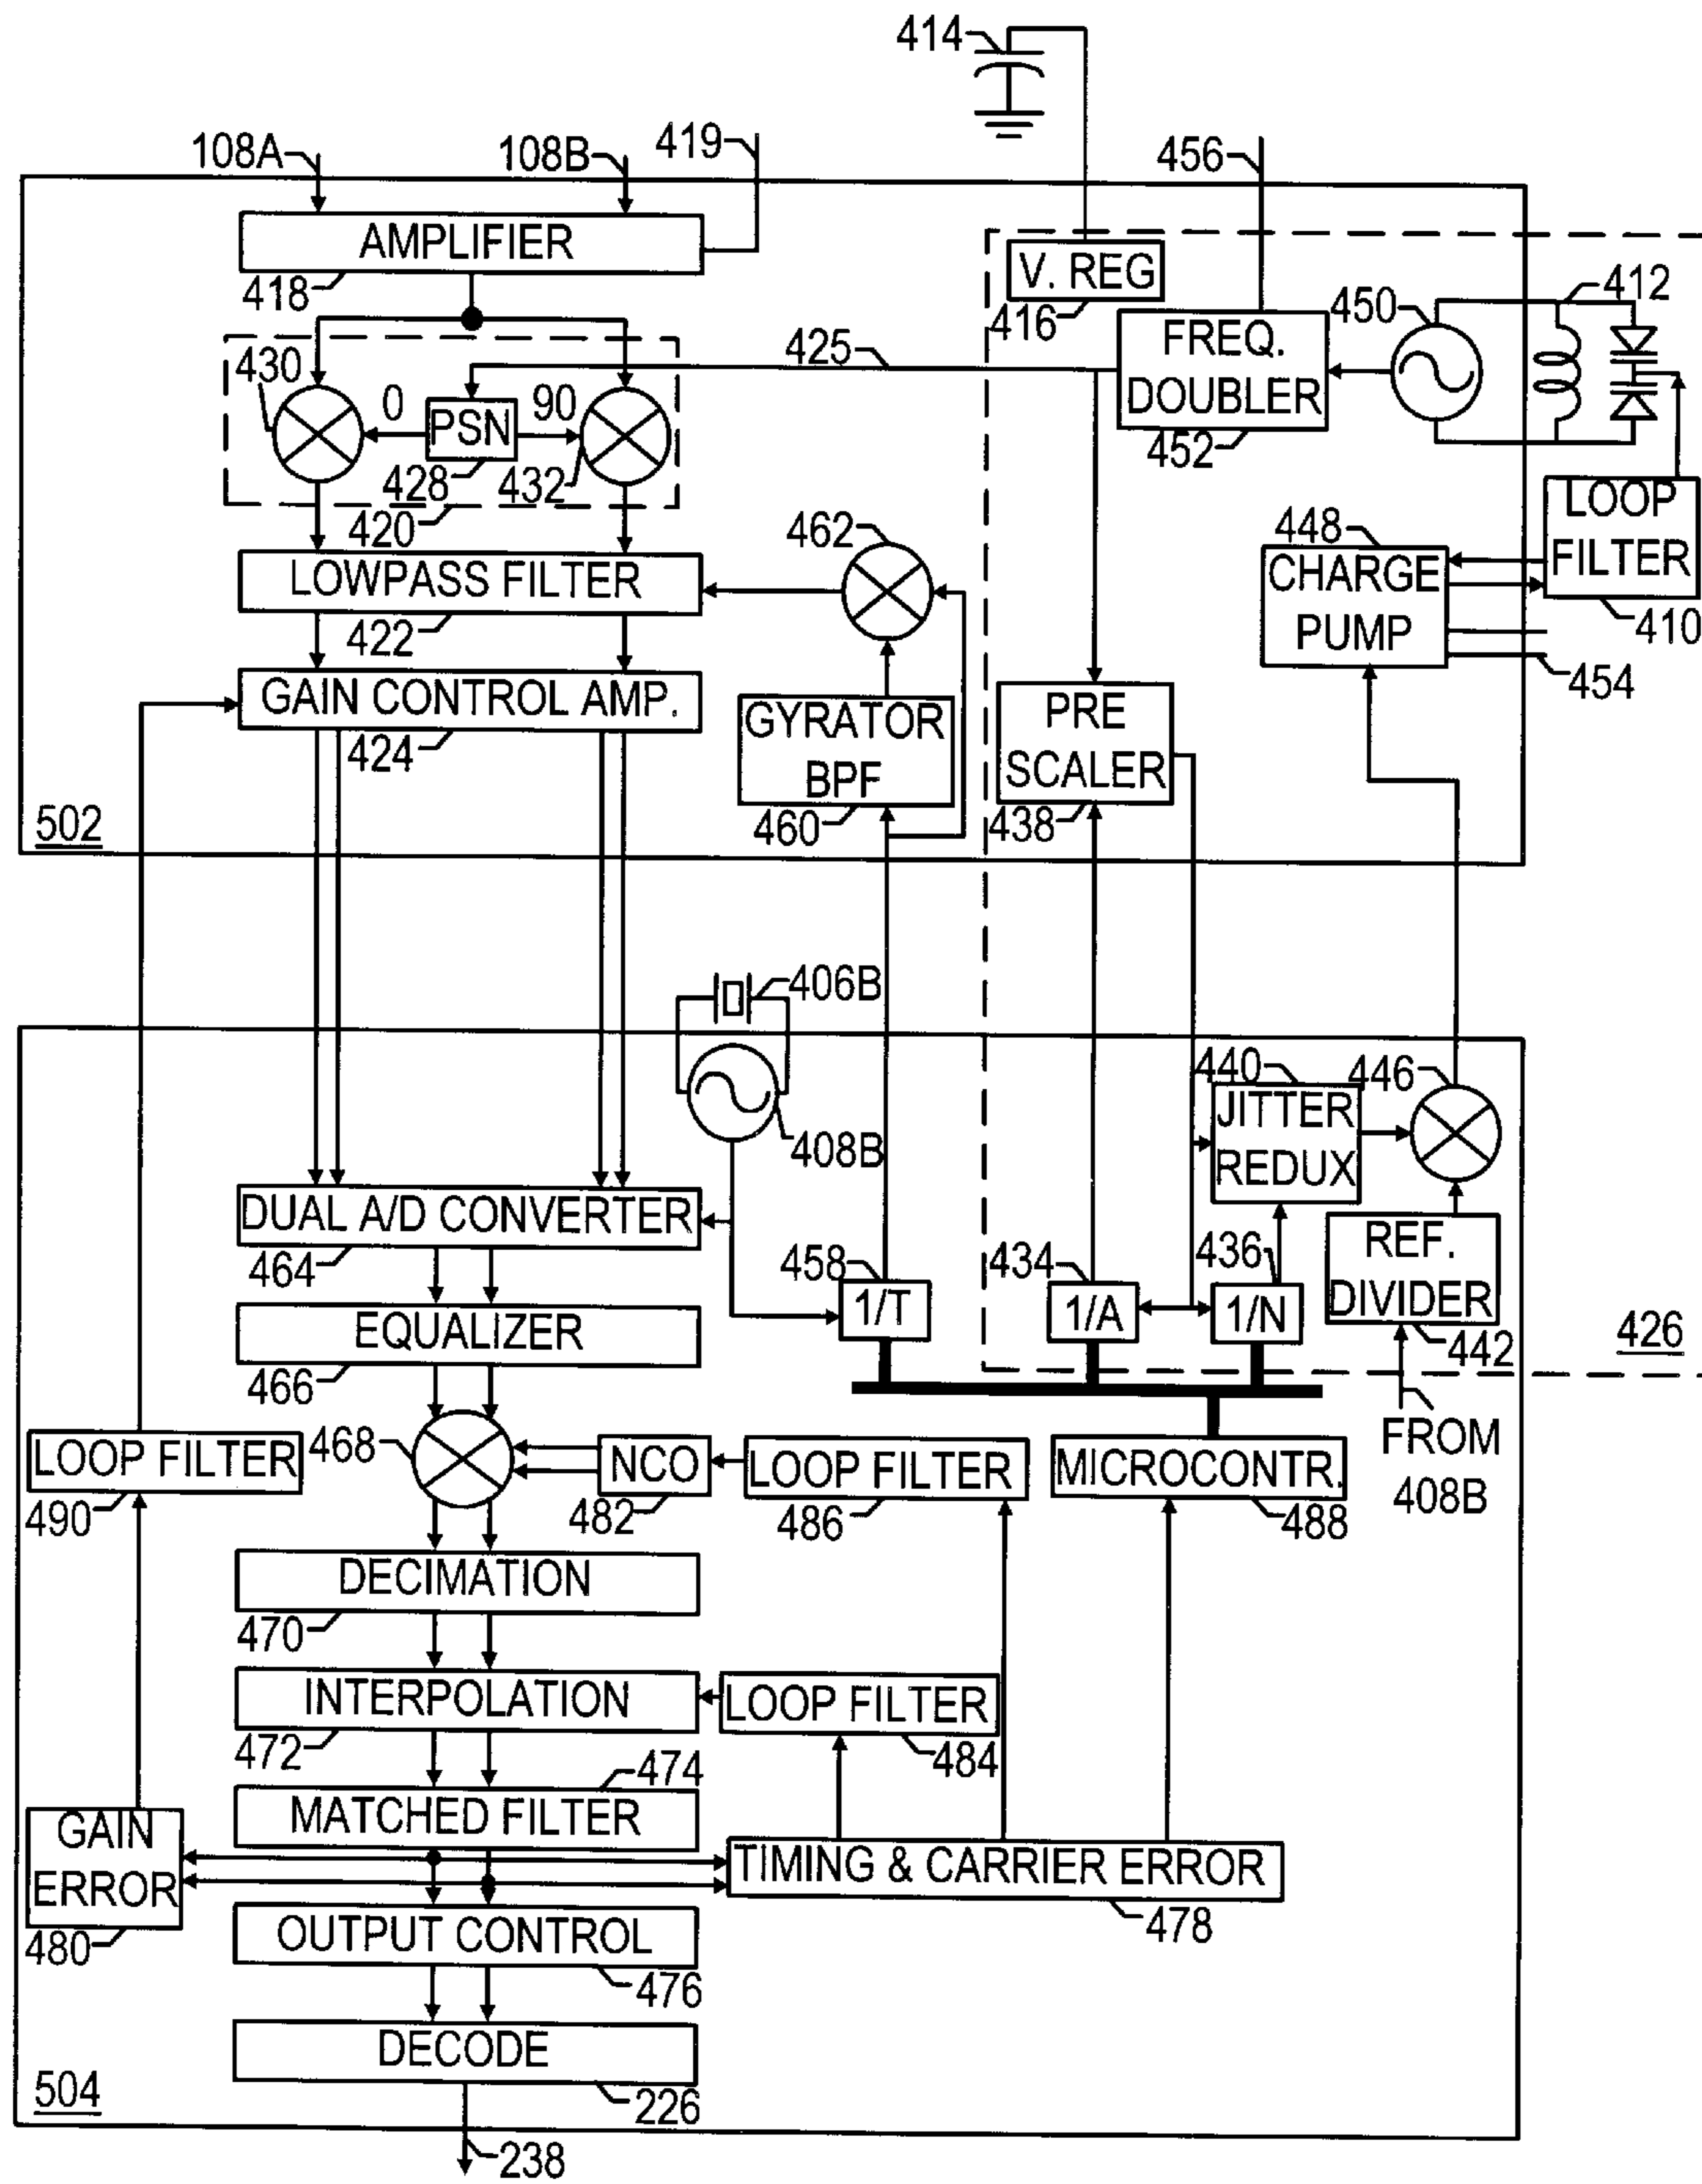 414
108A
108B
419
456
AMPLIFIER
418
V. REG
416
412
450
FREQ.
DOUBLER
452
425
430
0
PSN
90
428
432
420
LOOP
FILTER
410
448
CHARGE
PUMP
454
462
LOWPASS FILTER
422
GAIN CONTROL AMP.
424
GYRATOR
BPF
460
PRE
SCALER
438
502
406B
408B
440
JITTER
REDUX
446
DUAL A/D CONVERTER
464
458
1/T
434
1/A
436
1/N
REF.
DIVIDER
442
426
EQUALIZER
466
FROM
408B
LOOP FILTER
490
468
NCO
482
LOOP FILTER
486
MICROCONTR.
488
DECIMATION
470
INTERPOLATION
472
LOOP FILTER
484
474
MATCHED FILTER
GAIN
ERROR
480
TIMING & CARRIER ERROR
478
OUTPUT CONTROL
476
DECODE
226
504
238